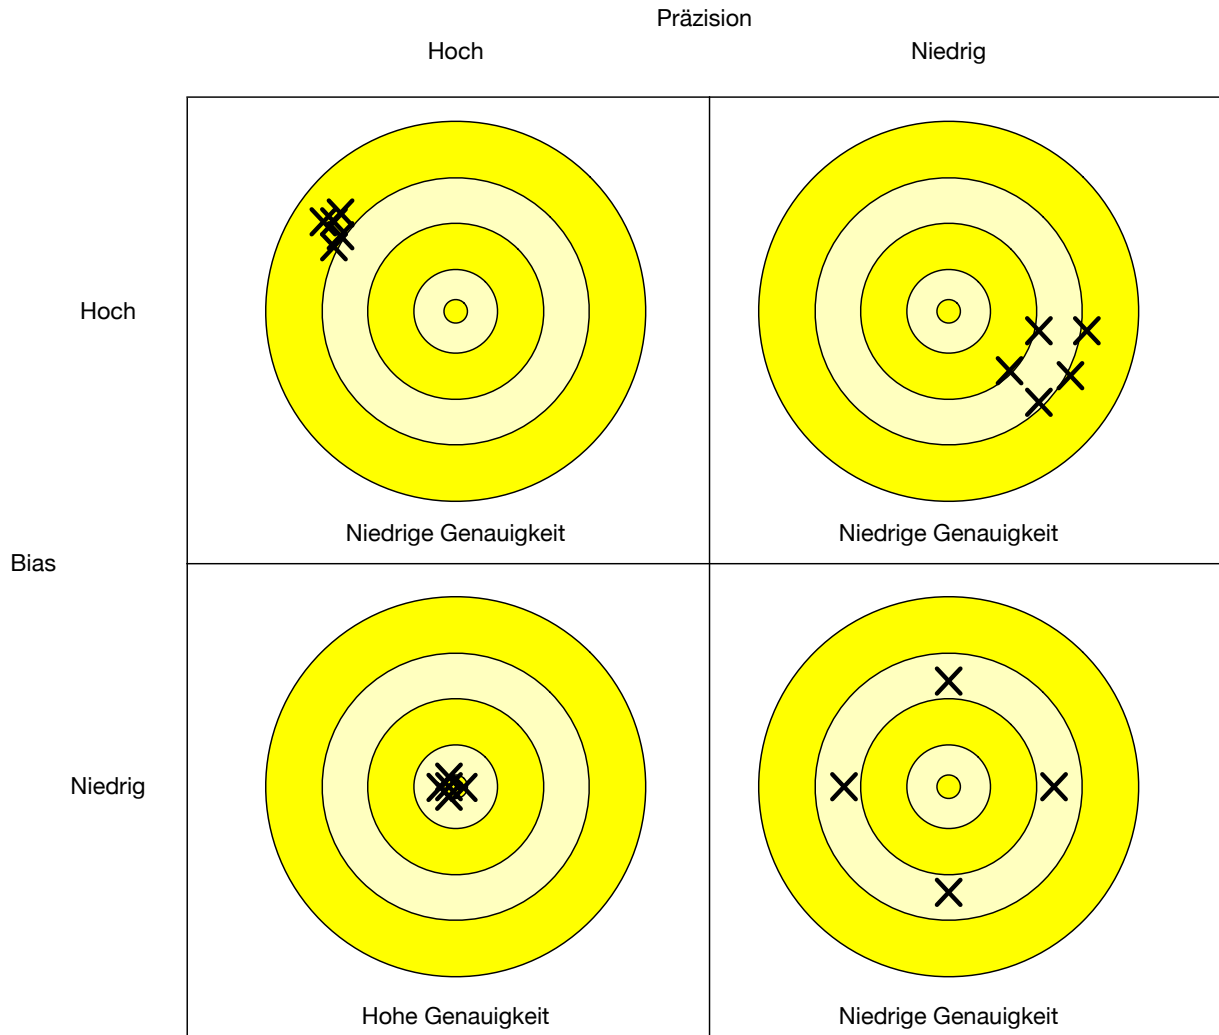 Präzision
Hoch
Niedrig
Hoch
Niedrige Genauigkeit
Niedrige Genauigkeit
Bias
Niedrig
Hohe Genauigkeit
Niedrige Genauigkeit